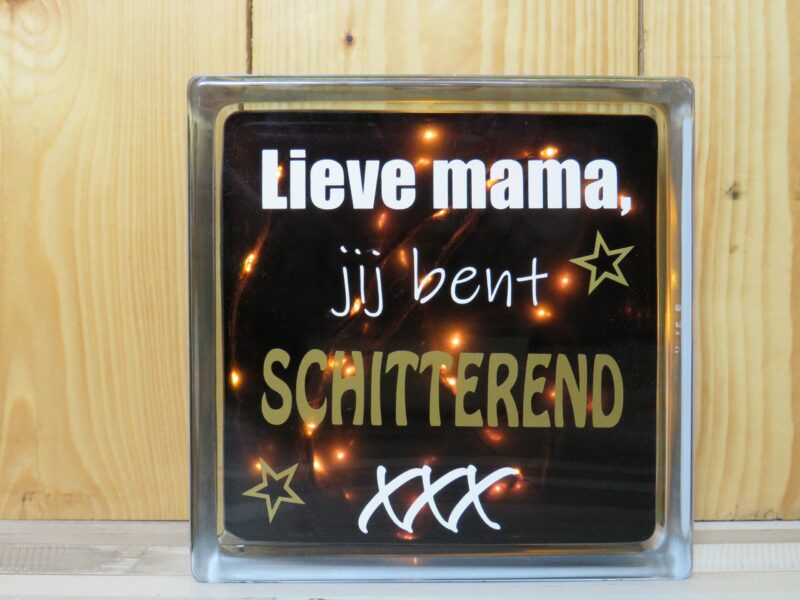 Lieve mama,
jij bent
SCHITTEREND
xxx